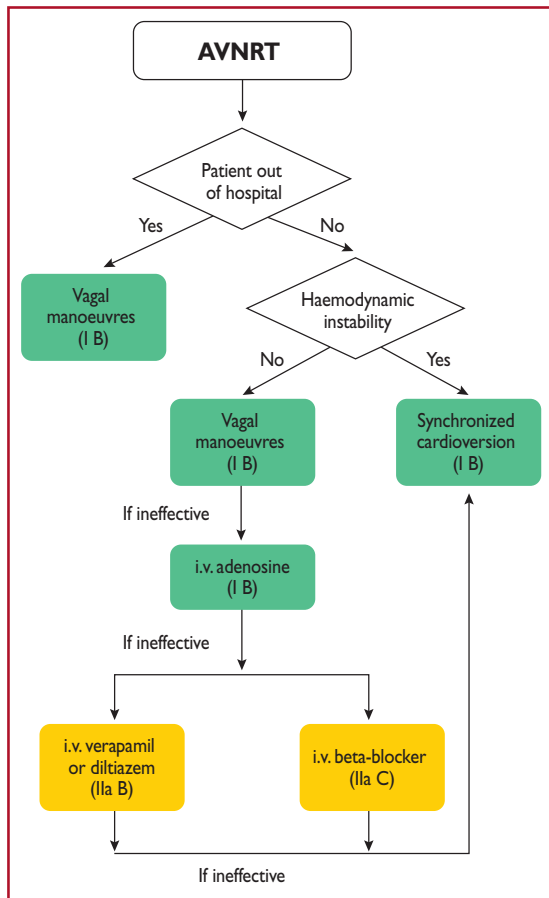 AVNRT
Patient out
of hospital
Yes
No
Vagal
manoeuvres
(I B)
Haemodynamic
instability
No
Yes
Vagal
manoeuvres
(I B)
Synchronized
cardioversion
(I B)
If ineffective
i.v. adenosine
(I B)
If ineffective
i.v. verapamil
or diltiazem
(IIa B)
i.v. beta-blocker
(IIa C)
If ineffective